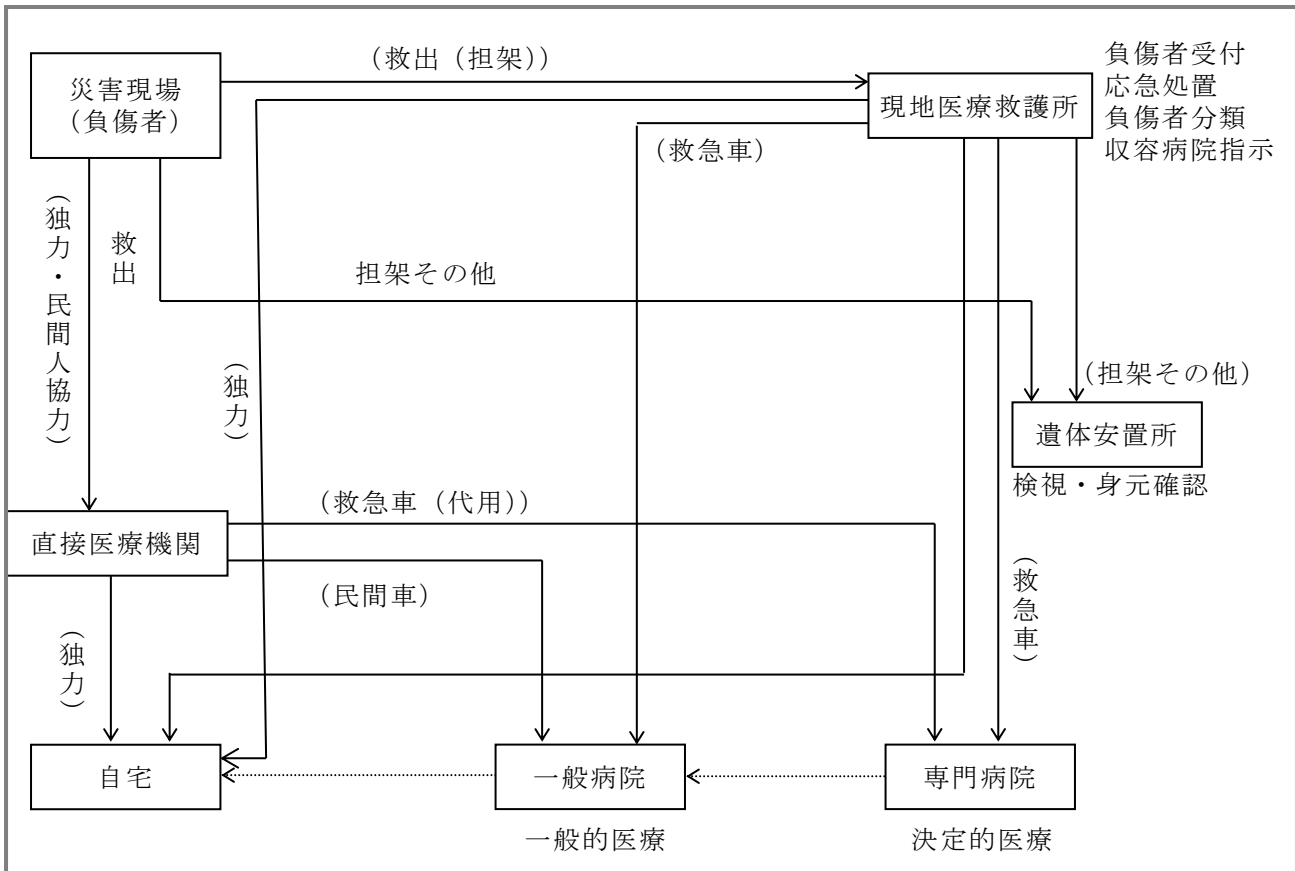 （救出（担架））
災害現場
（負傷者）
現地医療救護所
負傷者受付
応急処置
負傷者分類
収容病院指示
（救急車）
（独力・民間人協力）
救出
担架その他
（独力）
（担架その他）
遺体安置所
検視・身元確認
（救急車（代用））
直接医療機関
（民間車）
（救急車）
（独力）
自宅
一般病院
専門病院
一般的医療
決定的医療